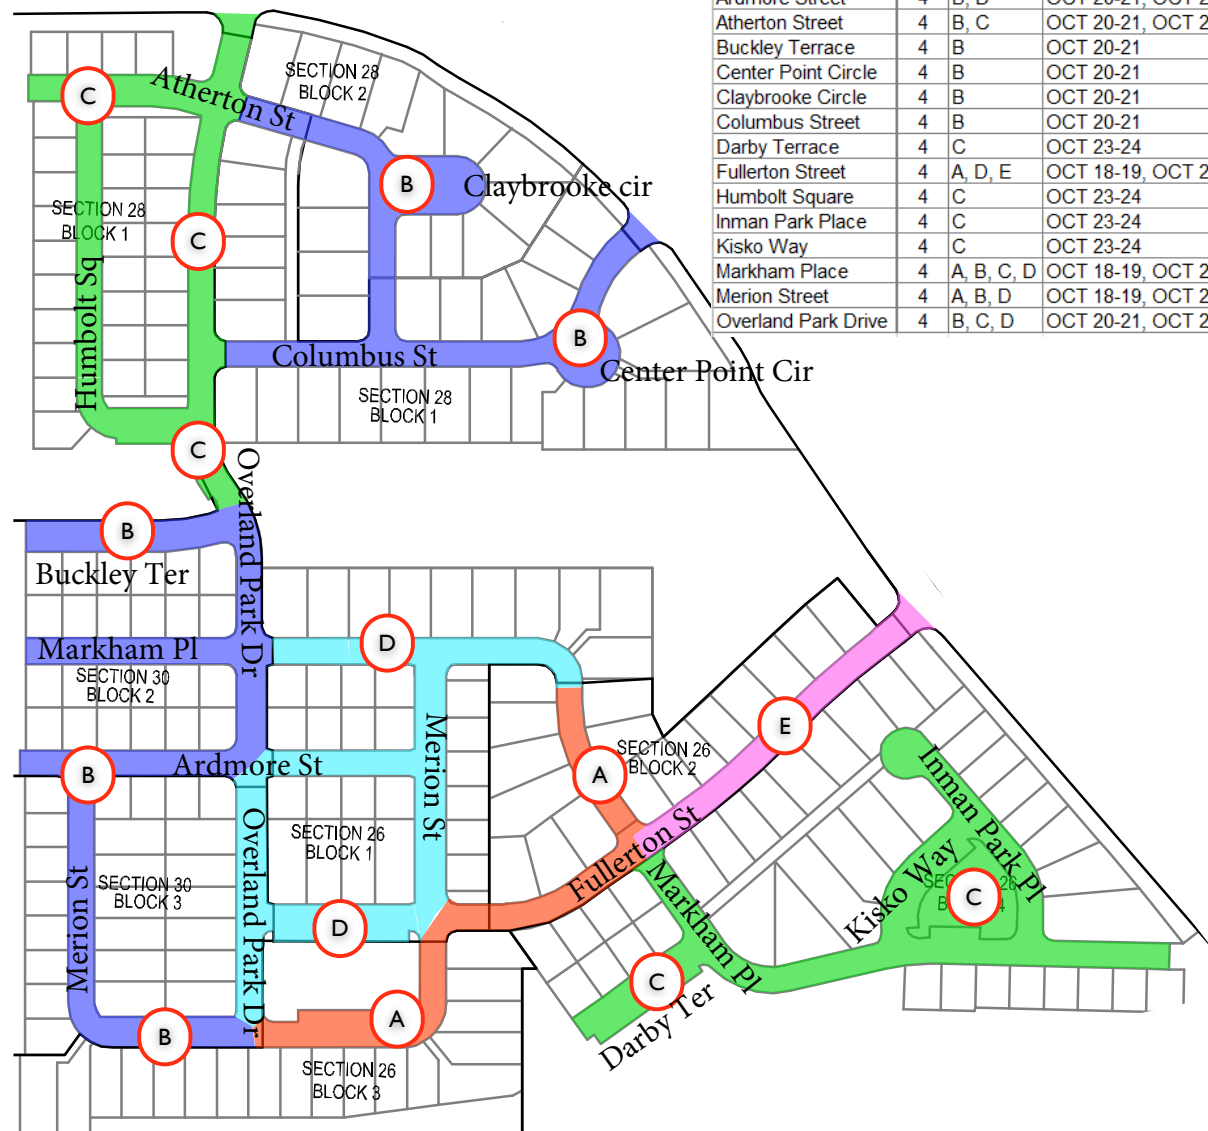 Ardmore Street 4 B, D OCT 20-21, OCT 2
Atherton Street 4 B, C OCT 20-21, OCT 2
Buckley Terrace 4 B OCT 20-21
Center Point Circle 4 B OCT 20-21
Claybrooke Circle 4 B OCT 20-21
Columbus Street 4 B OCT 20-21
Darby Terrace 4 C OCT 23-24
Fullerton Street 4 A, D, E OCT 18-19, OCT 2
Humbolt Square 4 C OCT 23-24
Inman Park Place 4 C OCT 23-24
Kisko Way 4 C OCT 23-24
Markham Place 4 A, B, C, D OCT 18-19, OCT 2
Merion Street 4 A, B, D OCT 18-19, OCT 2
Overland Park Drive 4 B, C, D OCT 20-21, OCT 2
SECTION 28
BLOCK 2
C
Atherton St
B
Claybrooke cir
SECTION 28
BLOCK 1
C
Humbolt Sq
B
Columbus St
Center Point Cir
SECTION 28
BLOCK 1
C
Overland Park Dr
B
Buckley Ter
Markham Pl
D
SECTION 30
BLOCK 2
Merion St
E
B
Ardmore St
A
SECTION 26
BLOCK 2
Inman Park Pl
Overland Park Dr
SECTION 26
BLOCK 1
Fullerton St
Merion St
SECTION 30
BLOCK 3
Markham Pl
Kisko Way
C
D
C
Darby Ter
A
B
SECTION 26
BLOCK 3